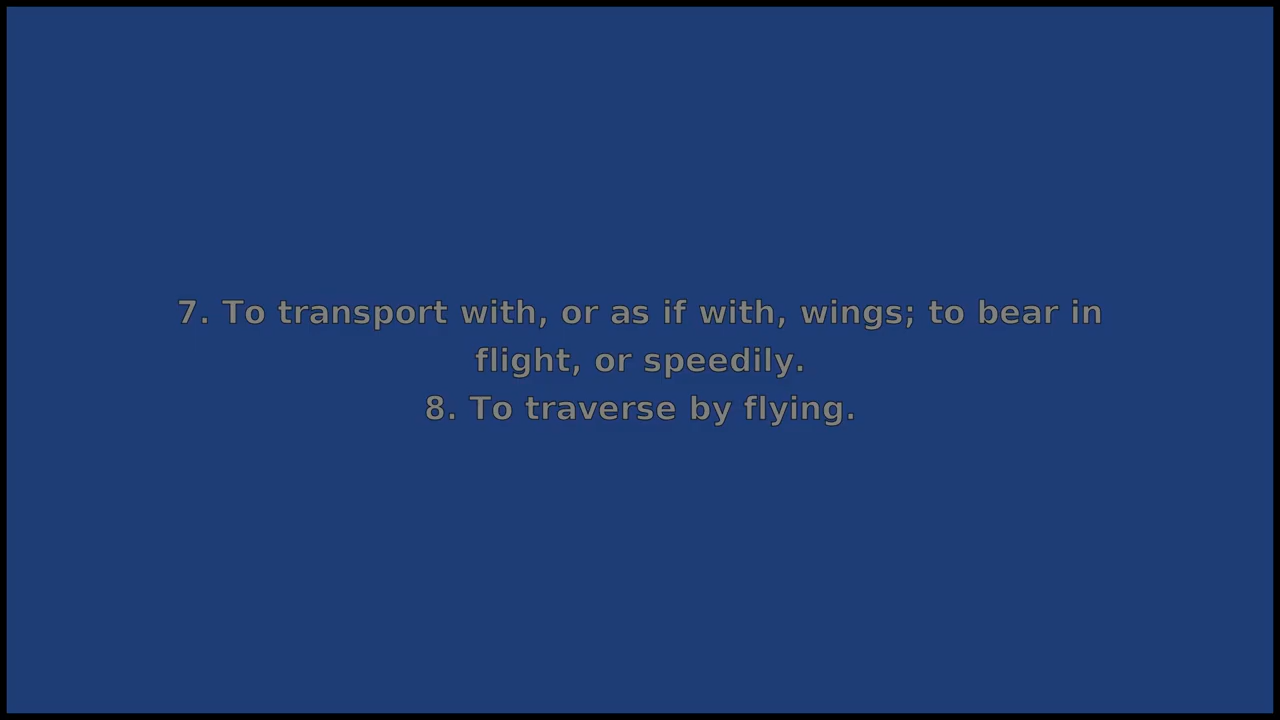 7. To transport with, or as if with, wings; to bear in
flight, or speedily.
8. To traverse by flying.